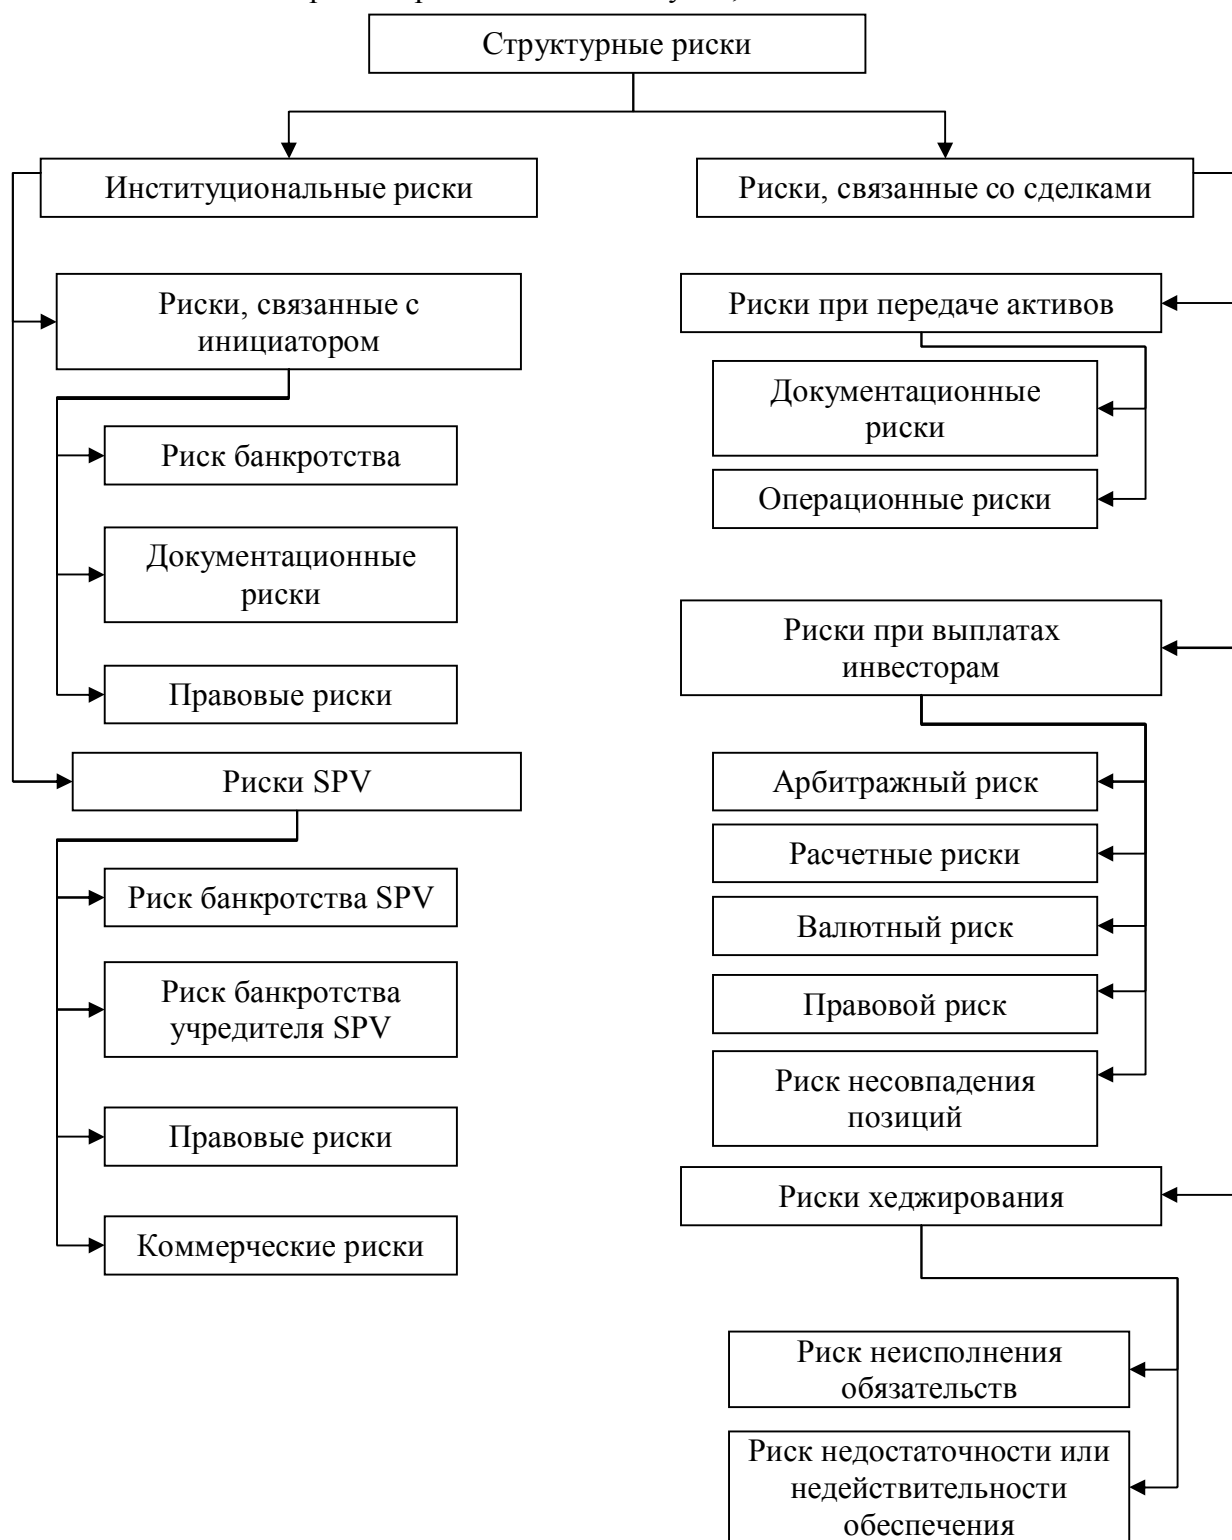 Структурные риски
Институциональные риски
Риски, связанные с
инициатором
Риск банкротства
Документационные
риски
Правовые риски
Риски SPV
Риск банкротства SPV
Риск банкротства
учредителя SPV
Правовые риски
Коммерческие риски
Риски, связанные со сделками
Риски при передаче активов
Документационные
риски
Операционные риски
Риски при выплатах
инвесторам
Арбитражный риск
Расчетные риски
Валютный риск
Правовой риск
Риск несовпадения
позиций
Риски хеджирования
Риск неисполнения
обязательств
Риск недостаточности или
недействительности
обеспечения